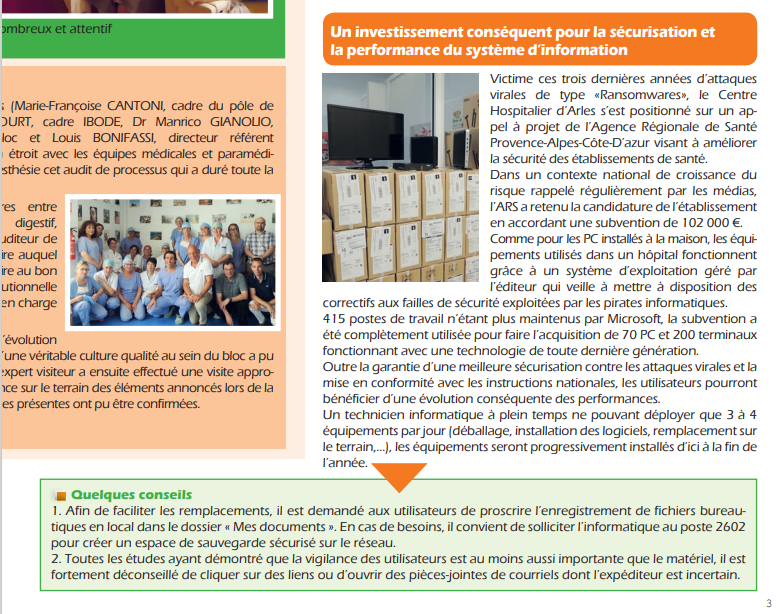 ombreux et attentif
s (Marie-Françoise CANTONI, cadre du pôle de
OURT, cadre IBODE, Dr Manrico GIANOLIO,
loc et Louis BONIFASSI, directeur référent
étroit avec les équipes médicales et paramédi-
esthésie cet audit de processus qui a duré toute la
res entre
digestif,
uditeur de
ire auquel
ire au bon
utionnelle
en charge
l'évolution
'une véritable culture qualité au sein du bloc a pu
expert visiteur a ensuite effectué une visite appro-
nce sur le terrain des éléments annoncés lors de la
es présentes ont pu être confirmées.
Un investissement conséquent pour la sécurisation et
la performance du système d'information
Victime ces trois dernières années d'attaques
virales de type «Ransomwares», le Centre
Hospitalier d'Arles s'est positionné sur un ap-
pel à projet de l'Agence Régionale de Santé
Provence-Alpes-Côte-D'azur visant à améliorer
la sécurité des établissements de santé.
Dans un contexte national de croissance du
risque rappelé régulièrement par les médias,
l'ARS a retenu la candidature de l'établissement
en accordant une subvention de 102 000 €.
Comme pour les PC installés à la maison, les équi-
pements utilisés dans un hôpital fonctionnent
grâce à un système d'exploitation géré par
l'éditeur qui veille à mettre à disposition des
correctifs aux failles de sécurité exploitées par les pirates informatiques.
415 postes de travail n'étant plus maintenus par Microsoft, la subvention a
été complètement utilisée pour faire l'acquisition de 70 PC et 200 terminaux
fonctionnant avec une technologie de toute dernière génération.
Outre la garantie d'une meilleure sécurisation contre les attaques virales et la
mise en conformité avec les instructions nationales, les utilisateurs pourront
bénéficier d'une évolution conséquente des performances.
Un technicien informatique à plein temps ne pouvant déployer que 3 à 4
équipements par jour (déballage, installation des logiciels, remplacement sur
le terrain,...), les équipements seront progressivement installés d'ici à la fin de
l'année.
Quelques conseils
1. Afin de faciliter les remplacements, il est demandé aux utilisateurs de proscrire l'enregistrement de fichiers bureau-
tiques en local dans le dossier « Mes documents ». En cas de besoins, il convient de solliciter l'informatique au poste 2602
pour créer un espace de sauvegarde sécurisé sur le réseau.
2. Toutes les études ayant démontré que la vigilance des utilisateurs est au moins aussi importante que le matériel, il est
fortement déconseillé de cliquer sur des liens ou d'ouvrir des pièces-jointes de courriels dont l'expéditeur est incertain.
3